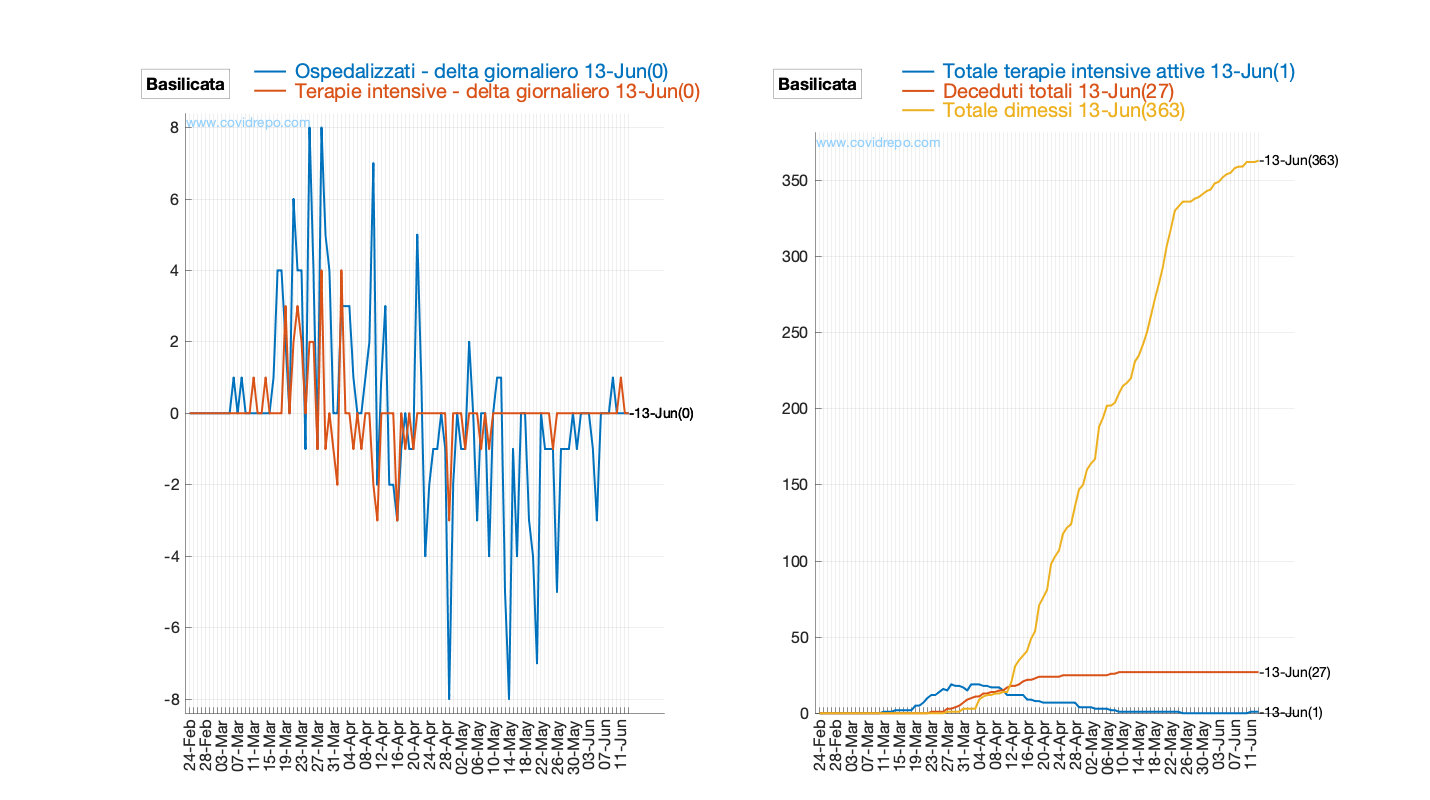 Basilicata
Ospedalizzati - delta giornaliero 13-Jun(0)
Terapie intensive - delta giornaliero 13-Jun(0)
www.covidrepo.com
8
6
4
2
0
-2
-4
-6
-8
-13-Jun(0)
24-Feb
28-Feb
03-Mar
07-Mar
11-Mar
15-Mar
19-Mar
23-Mar
27-Mar
31-Mar
04-Apr
08-Apr
12-Apr
16-Apr
20-Apr
24-Apr
28-Apr
02-May
06-May
10-May
14-May
18-May
22-May
26-May
30-May
03-Jun
07-Jun
11-Jun
Basilicata
Totale terapie intensive attive 13-Jun(1)
Deceduti totali 13-Jun(27)
Totale dimessi 13-Jun(363)
www.covidrepo.com
350
300
250
200
150
100
50
0
-13-Jun(363)
-13-Jun(27)
-13-Jun(1)
24-Feb
28-Feb
03-Mar
07-Mar
11-Mar
15-Mar
19-Mar
23-Mar
27-Mar
31-Mar
04-Apr
08-Apr
12-Apr
16-Apr
20-Apr
24-Apr
28-Apr
02-May
06-May
10-May
14-May
18-May
22-May
26-May
30-May
03-Jun
07-Jun
11-Jun